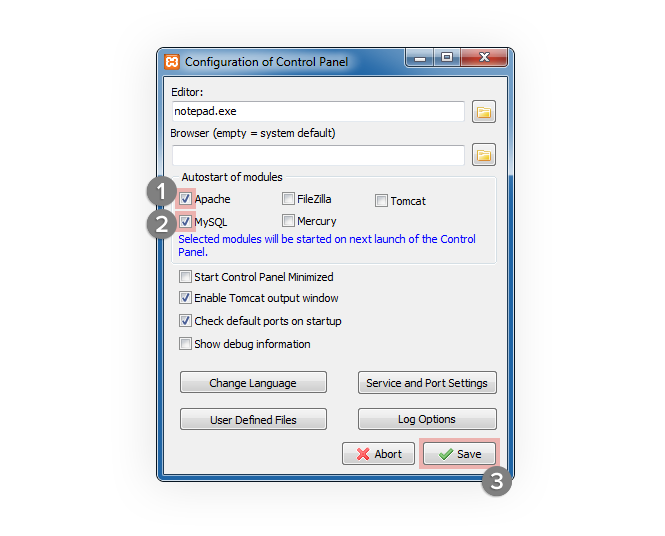 Configuration of Control Panel
Editor:
notepad.exe
Browser (empty = system default)
Autostart of modules
1
Apache
FileZilla
Tomcat
2
MySQL
Mercury
Selected modules will be started on next launch of the Control
Panel.
Start Control Panel Minimized
Enable Tomcat output window
Check default ports on startup
Show debug information
Change Language
Service and Port Settings
User Defined Files
Log Options
Abort
Save
3